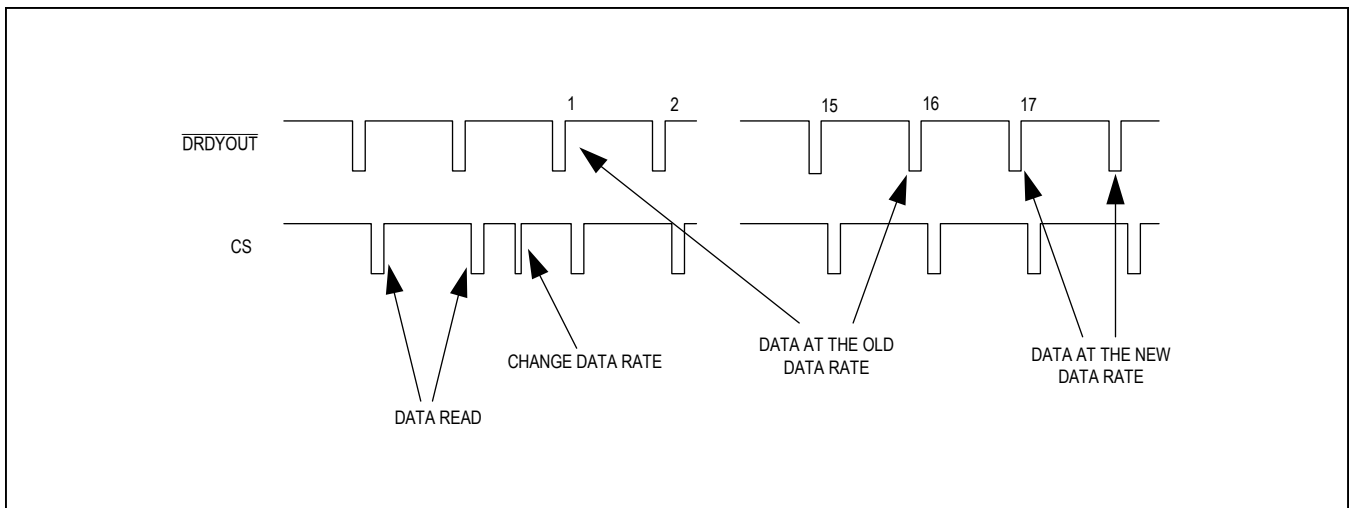 1 2 15 16 17
DRDYOUT
CS
CHANGE DATA RATE
DATA AT THE OLD
DATA RATE
DATA AT THE NEW
DATA RATE
DATA READ